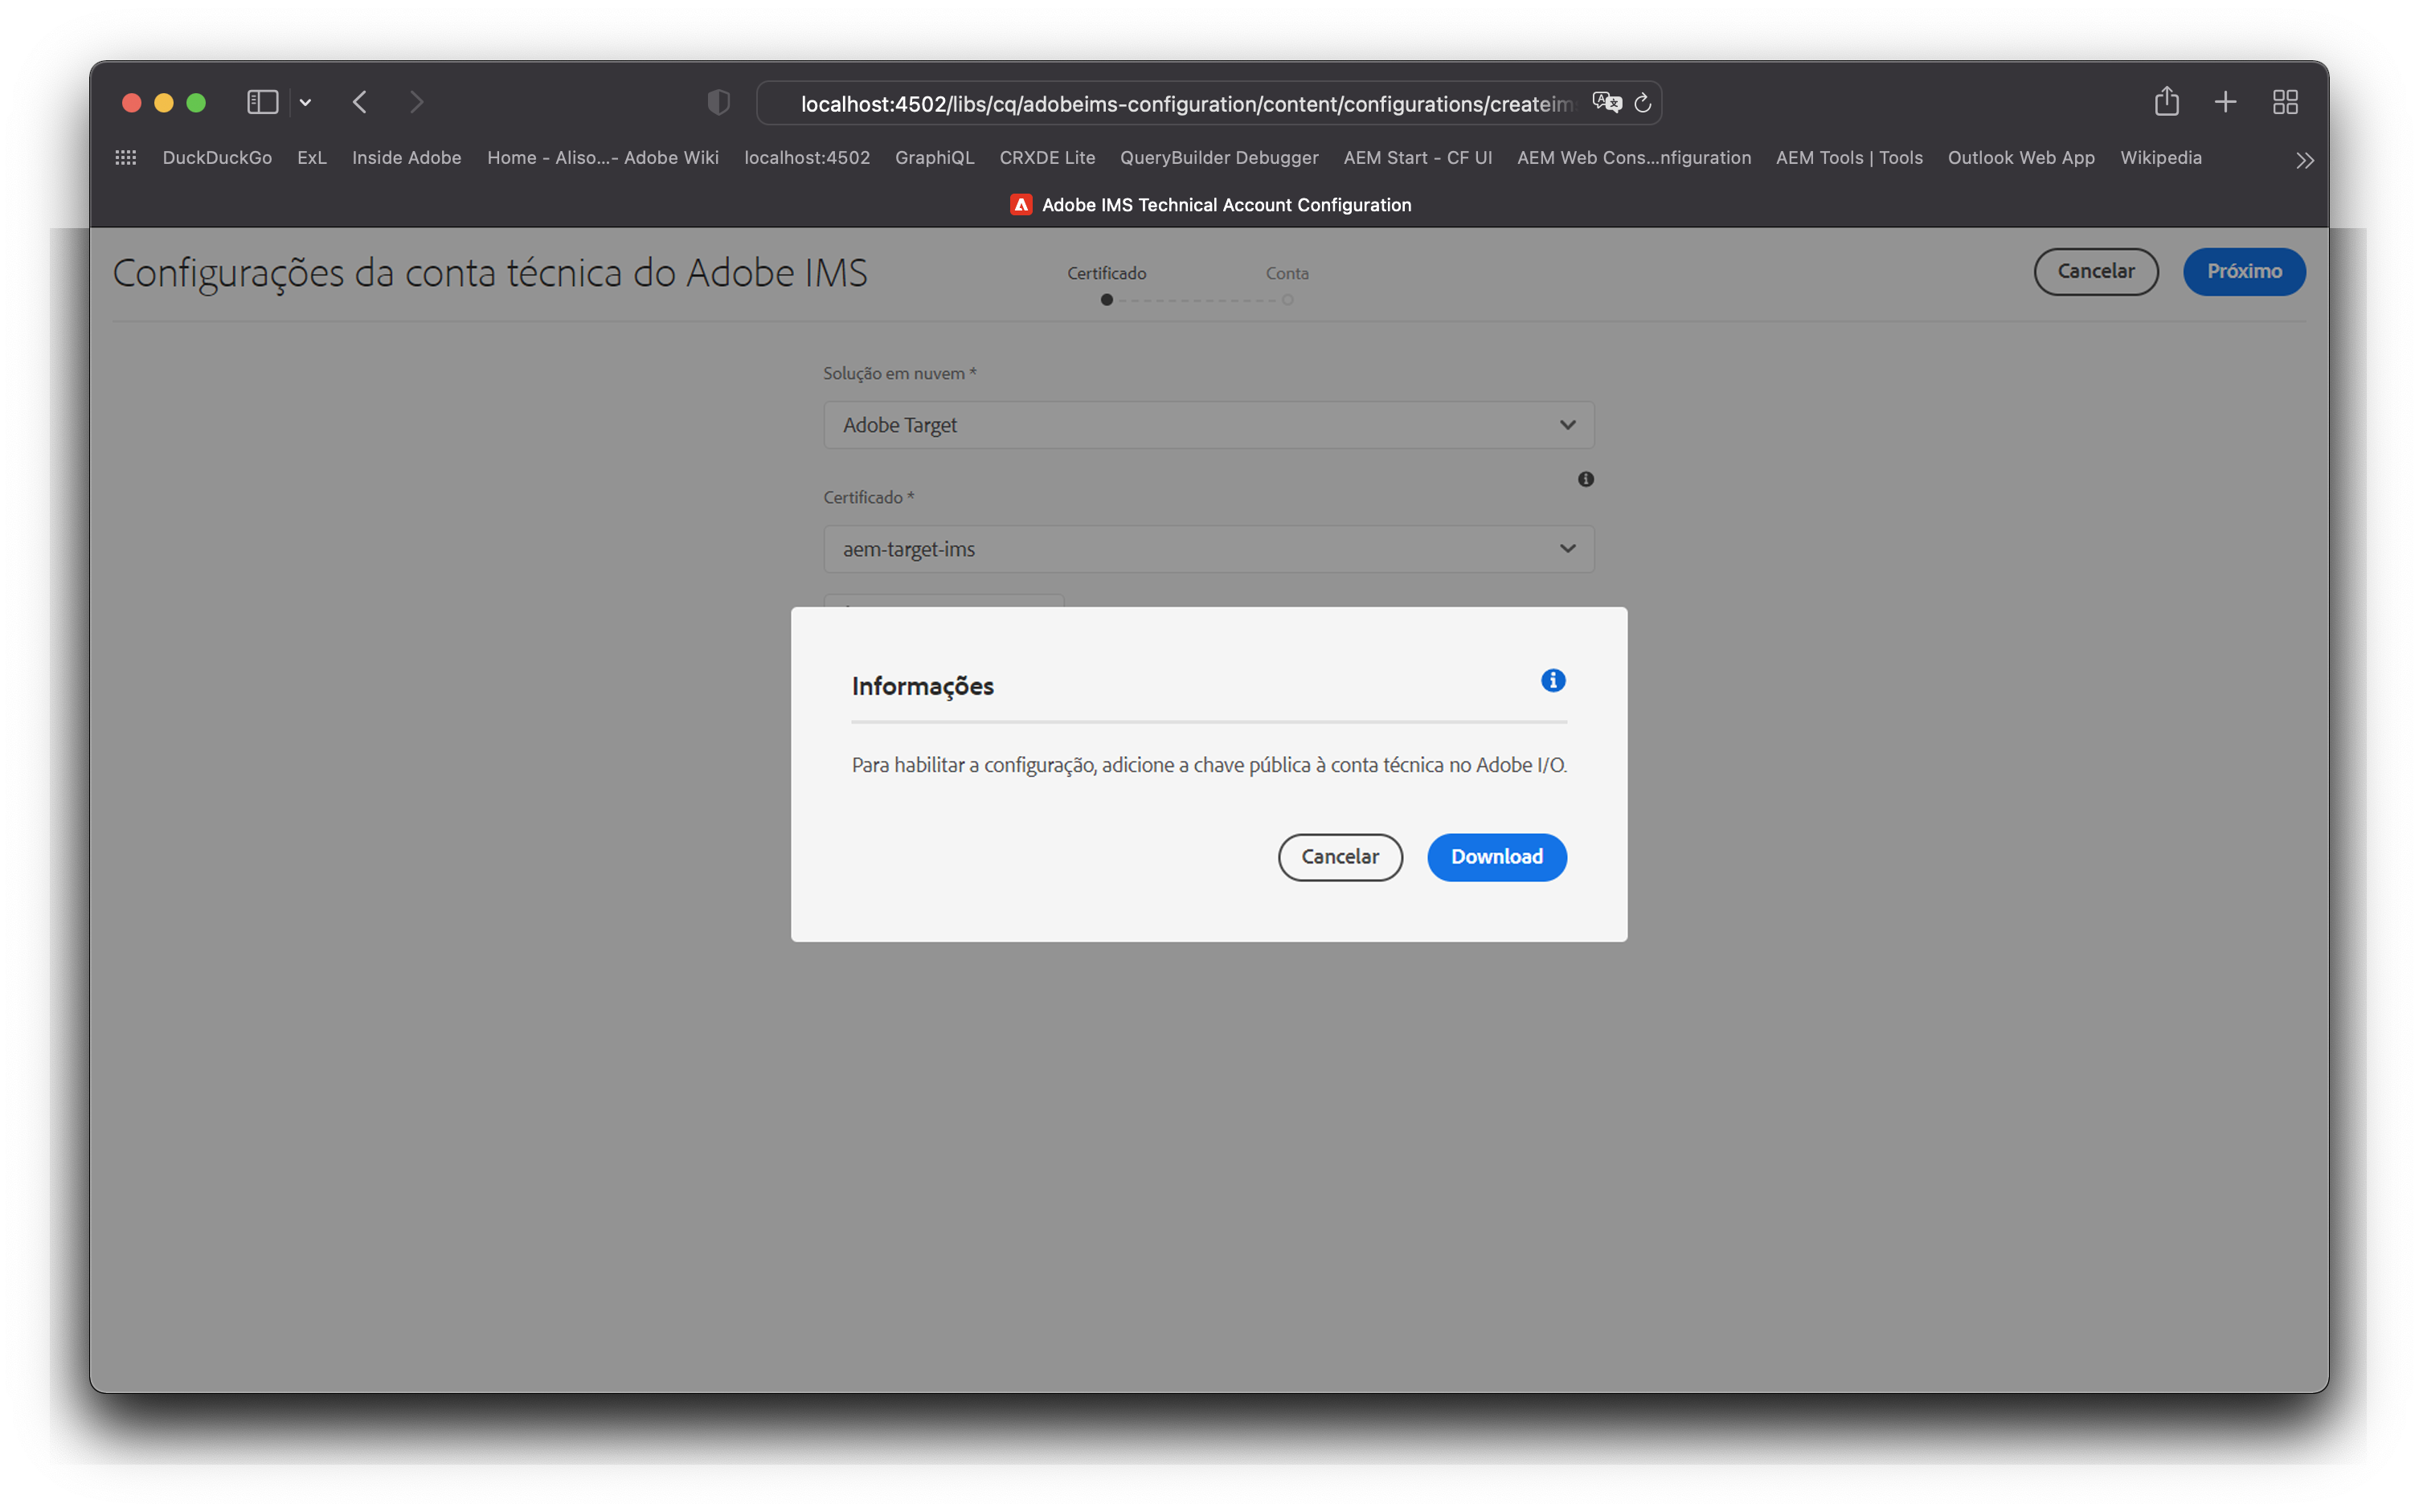 localhost:4502/libs/cq/adobeims-configuration/content/configurations/createim
DuckDuckGo ExL Inside Adobe Home - Aliso...- Adobe Wiki localhost:4502 GraphiQL CRXDE Lite QueryBuilder Debugger AEM Start - CF UI AEM Web Cons...nfiguration AEM Tools | Tools Outlook Web App Wikipedia
Adobe IMS Technical Account Configuration
Configurações da conta técnica do Adobe IMS
Certificado Conta
Cancelar Próximo
Solução em nuvem *
Adobe Target
Certificado *
aem-target-ims
Informações
Para habilitar a configuração, adicione a chave pública à conta técnica no Adobe I/O.
Cancelar Download